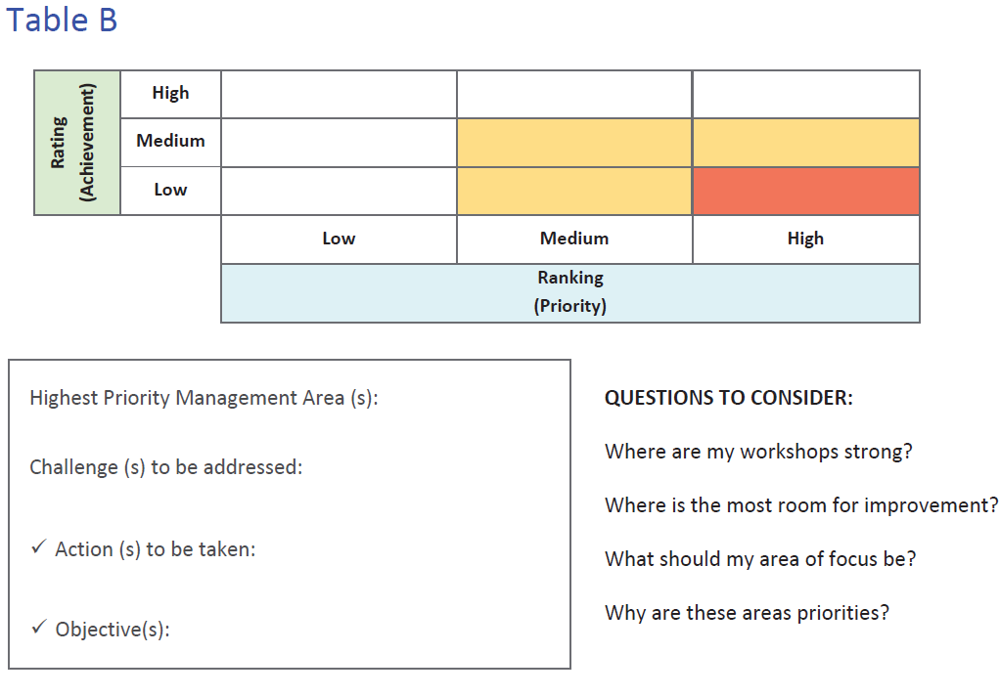 Table B
Rating
(Achievement)
High
Medium
Low
Low
Medium
High
Ranking
(Priority)
Highest Priority Management Area (s):
Challenge (s) to be addressed:
✓ Action (s) to be taken:
✓ Objective(s):
QUESTIONS TO CONSIDER:
Where are my workshops strong?
Where is the most room for improvement?
What should my area of focus be?
Why are these areas priorities?